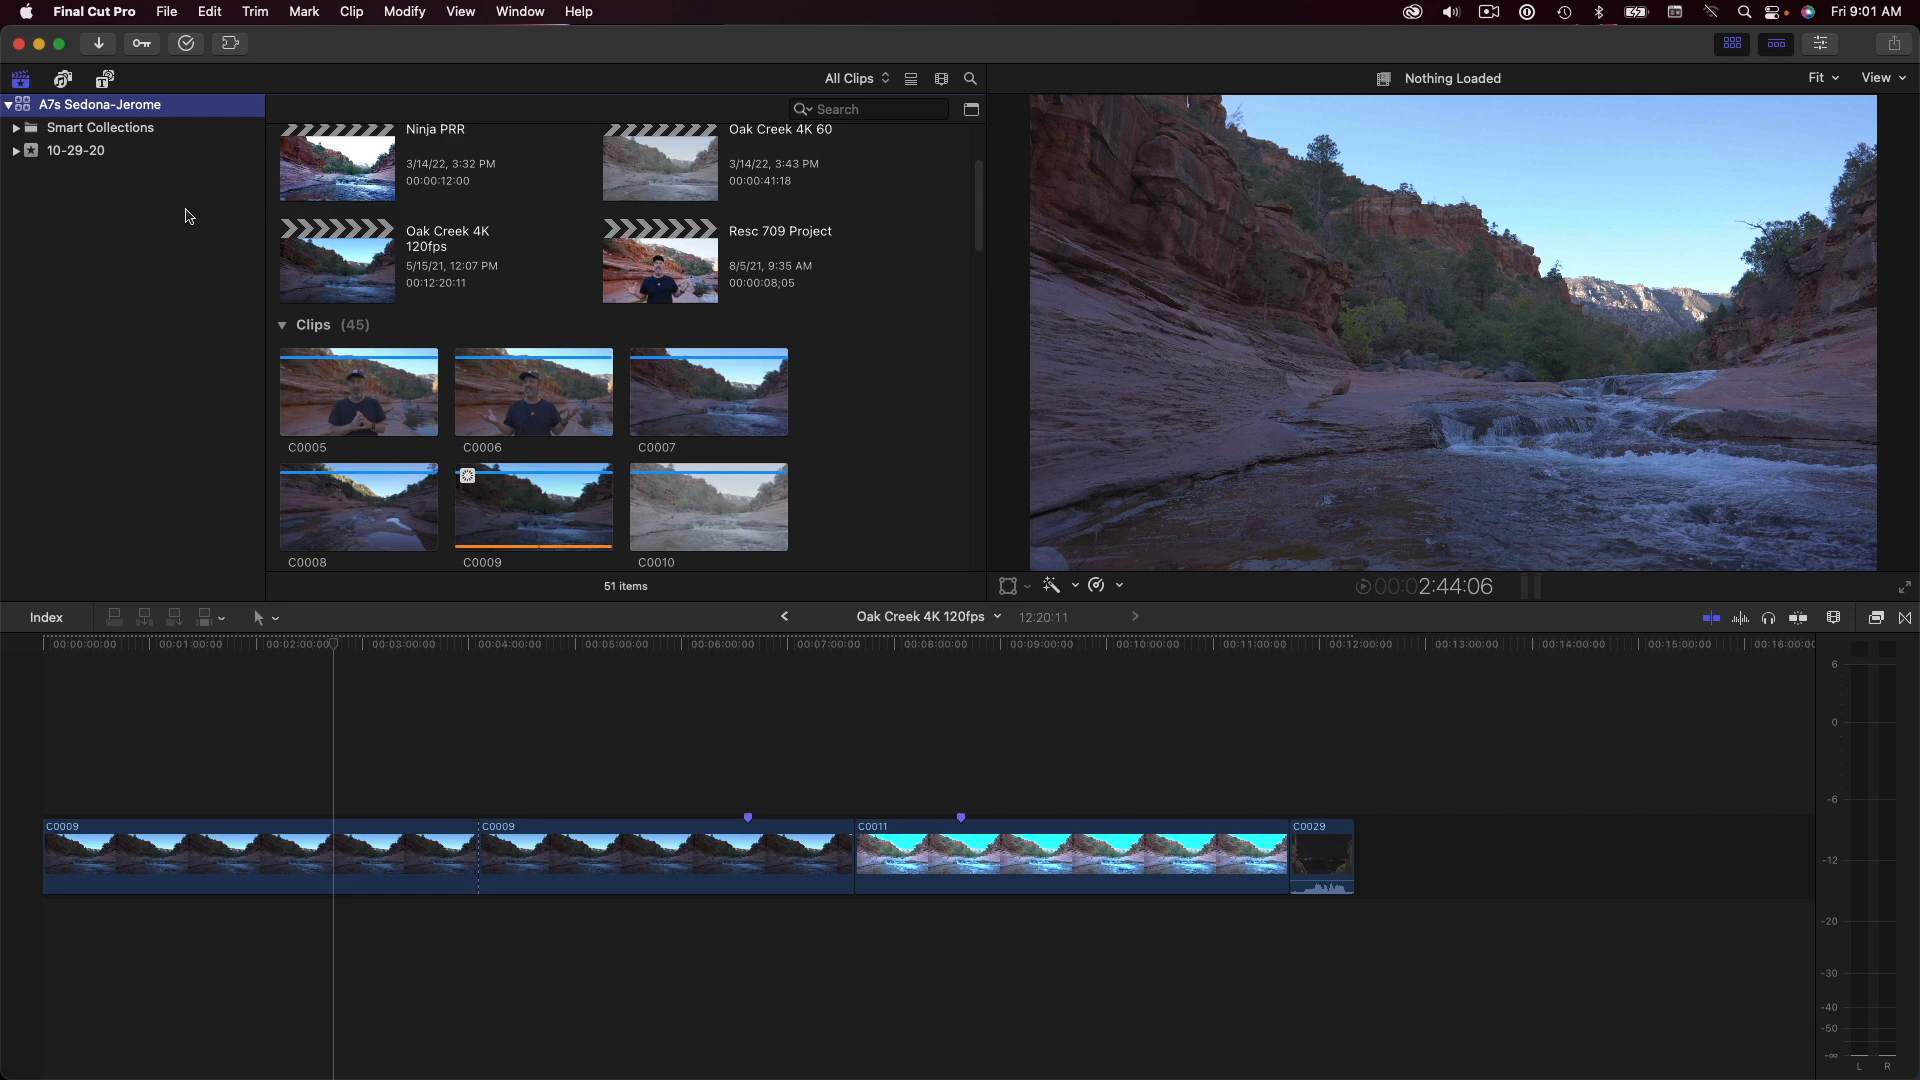 Final Cut Pro File Edit Trim Mark Clip Modify View Window Help Fri 9:01 AM
All Clips Nothing Loaded Fit View
A7s Sedona-Jerome
Smart Collections
10-29-20
Search
Ninja PRR
3/14/22, 3:32 PM
00:00:12:00
Oak Creek 4K 60
3/14/22, 3:43 PM
00:00:41:18
Oak Creek 4K
120fps
5/15/21, 12:07 PM
00:12:20:11
Resc 709 Project
8/5/21, 9:35 AM
00:00:08;05
Clips (45)
C0005 C0006 C0007
C0008 C0009 C0010
51 items
00:02:44:06
Index Oak Creek 4K 120fps 12:20:11
00:00:00:00 00:01:00:00 00:02:00:00 00:03:00:00 00:04:00:00 00:05:00:00 00:06:00:00 00:07:00:00 00:08:00:00 00:09:00:00 00:10:00:00 00:11:00:00 00:12:00:00 00:13:00:00 00:14:00:00 00:15:00:00 00:16:00:00
C0009 C0009 C0011 C0029
6
0
-6
-12
-20
-30
-40
-50
-∞
L R